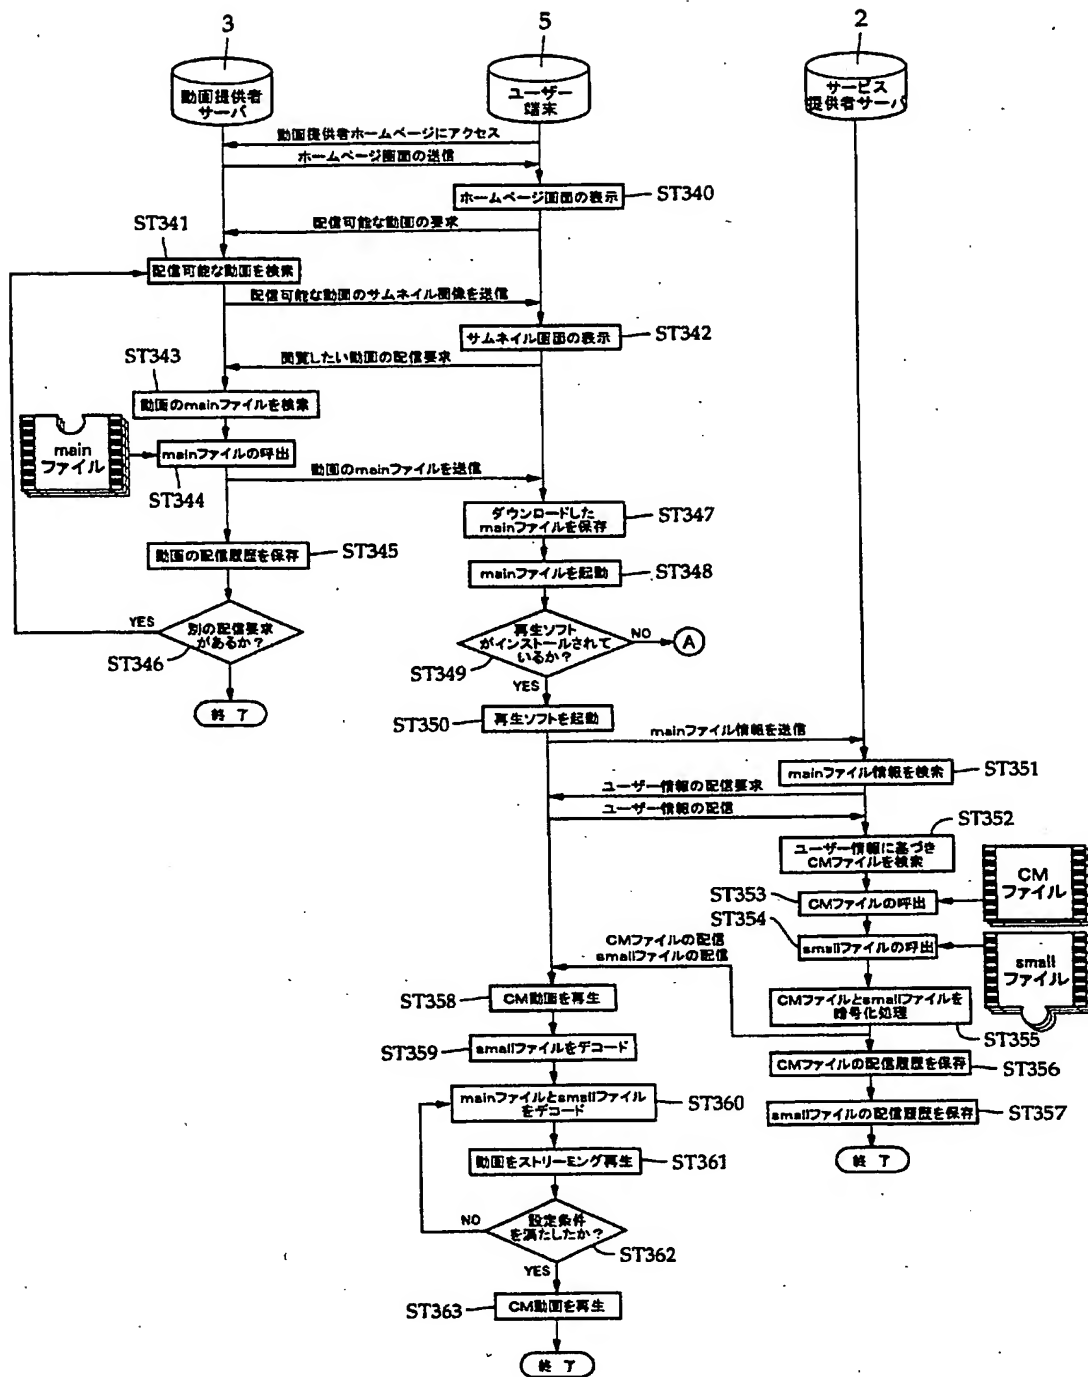 3
5
2
動画提供者
サーバ
ユーザー
端末
サービス
提供者サーバ
動画提供者ホームページにアクセス
ホームページ画面の送信
ホームページ画面の表示
ST340
配信可能な動画の要求
ST341
配信可能な動画を検索
配信可能な動画のサムネイル画像を送信
サムネイル画面の表示
ST342
閲覧したい動画の配信要求
ST343
動画のmainファイルを検索
main
ファイル
mainファイルの呼出
ST344
動画のmainファイルを送信
ダウンロードした
mainファイルを保存
ST347
動画の配信履歴を保存
ST345
mainファイルを起動
ST348
YES
別の配信要求
があるか?
ST346
終 了
再生ソフト
がインストールされて
いるか?
NO
A
ST349
YES
ST350
再生ソフトを起動
mainファイル情報を送信
mainファイル情報を検索
ST351
ユーザー情報の配信要求
ユーザー情報の配信
ST352
ユーザー情報に基づき
CMファイルを検索
CM
ファイル
ST353
CMファイルの呼出
ST354
smallファイルの呼出
small
ファイル
CMファイルの配信
smallファイルの配信
CMファイルとsmallファイルを
暗号化処理
ST355
ST358
CM動画を再生
ST359
smallファイルをデコード
CMファイルの配信履歴を保存
ST356
mainファイルとsmallファイル
をデコード
ST360
smallファイルの配信履歴を保存
ST357
終 了
動画をストリーミング再生
ST361
NO
設定条件
を満たしたか?
ST362
YES
ST363
CM動画を再生
終 了